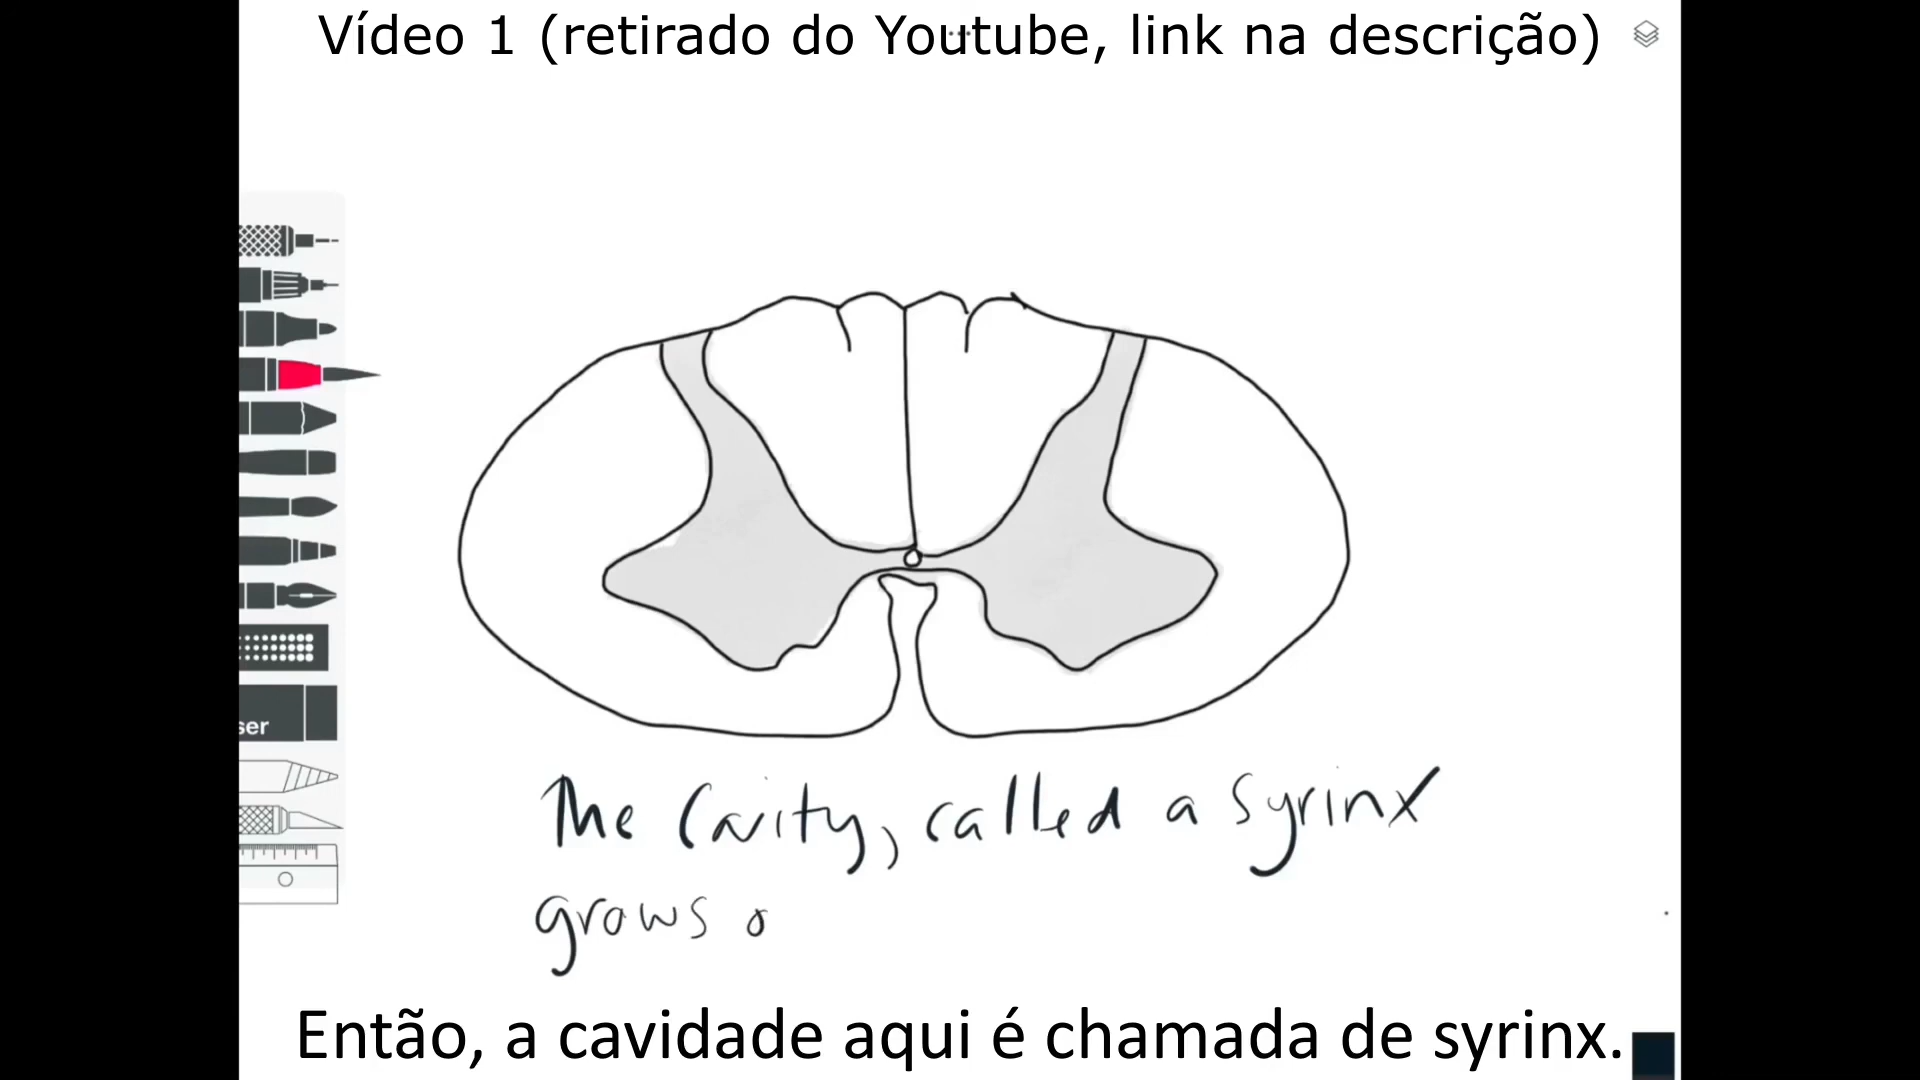 Vídeo 1 (retirado do Youtube, link na descrição)
ser
The Cavity, called a Syrinx
grows o
Então, a cavidade aqui é chamada de syrinx.